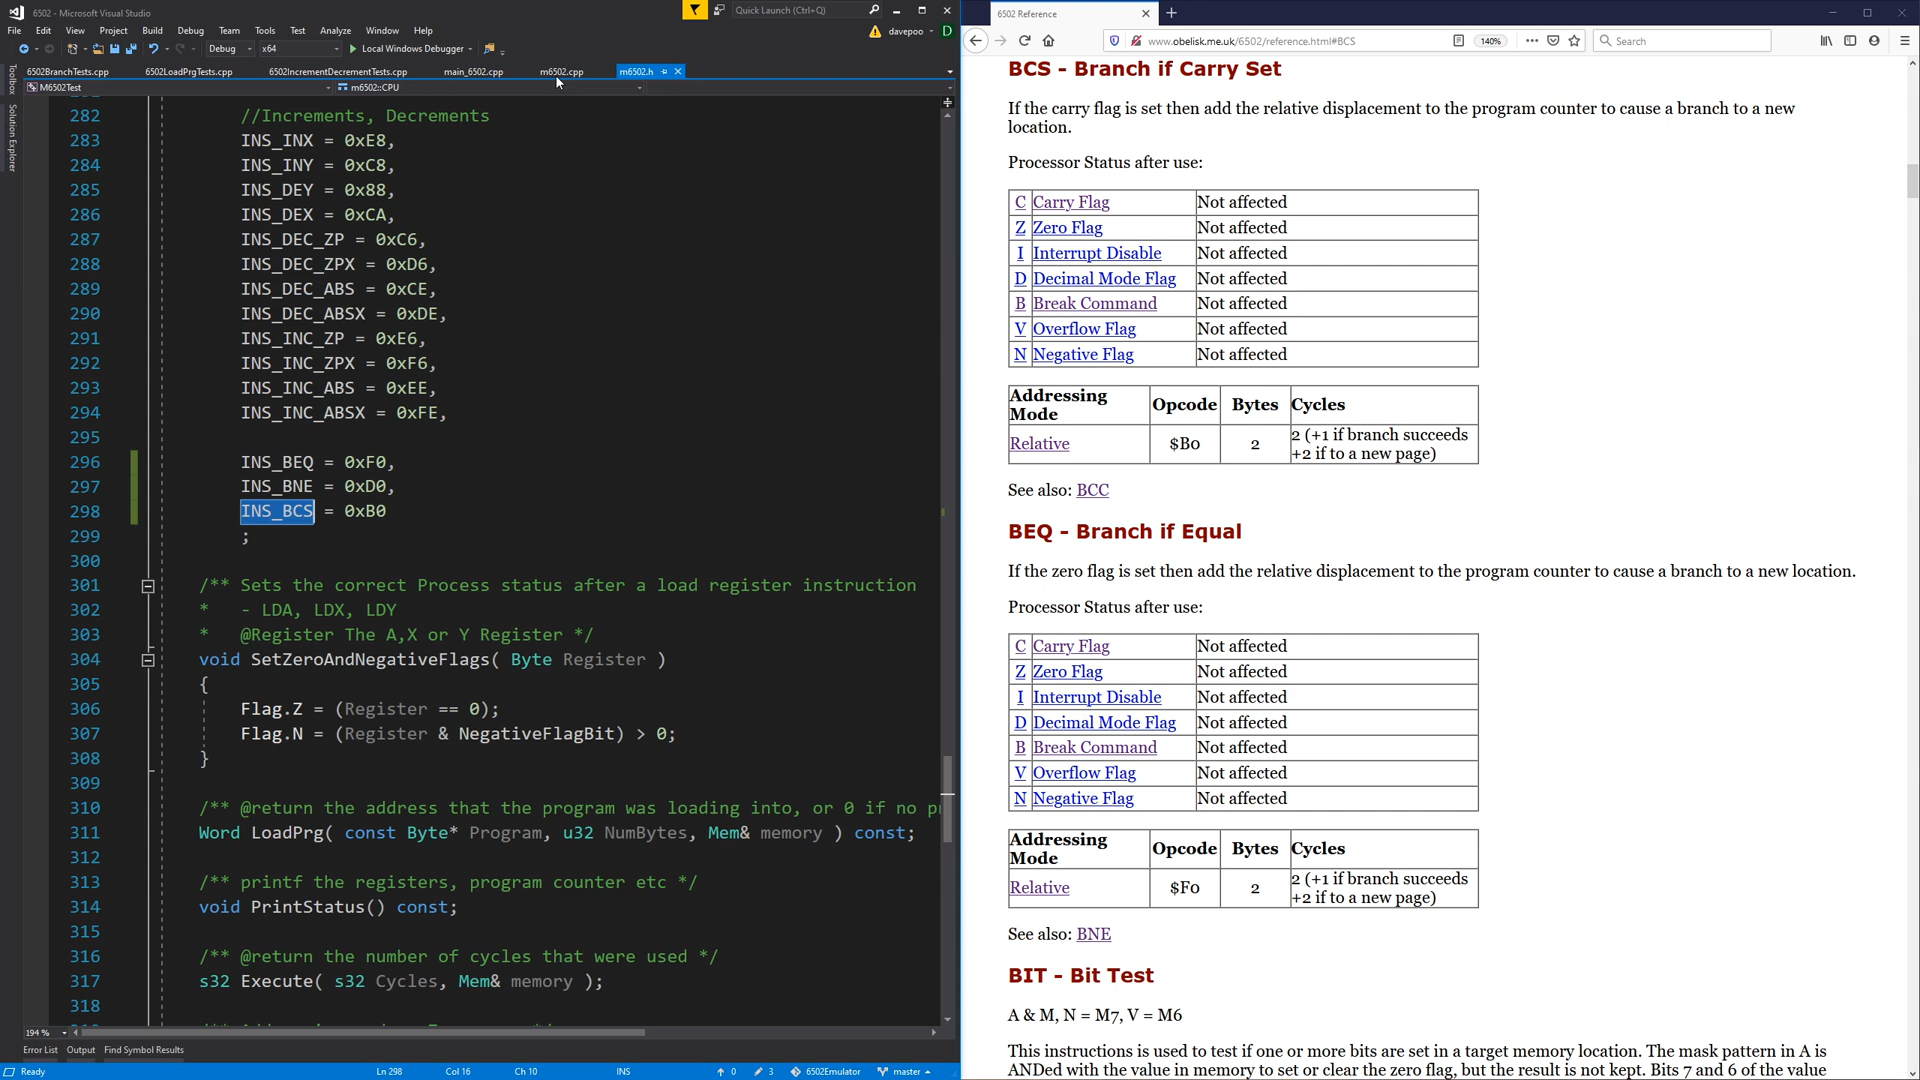 6502 - Microsoft Visual Studio
Quick Launch (Ctrl+Q)
File Edit View Project Build Debug Team Tools Test Analyze Window Help
davepoo D
Debug x64 Local Windows Debugger
6502BranchTests.cpp 6502LoadPrgTests.cpp 6502IncrementDecrementTests.cpp main_6502.cpp m6502.cpp m6502.h
M6502Test m6502::CPU
Toolbox
Solution Explorer
282 //Increments, Decrements
283 INS_INX = 0xE8,
284 INS_INY = 0xC8,
285 INS_DEY = 0x88,
286 INS_DEX = 0xCA,
287 INS_DEC_ZP = 0xC6,
288 INS_DEC_ZPX = 0xD6,
289 INS_DEC_ABS = 0xCE,
290 INS_DEC_ABSX = 0xDE,
291 INS_INC_ZP = 0xE6,
292 INS_INC_ZPX = 0xF6,
293 INS_INC_ABS = 0xEE,
294 INS_INC_ABSX = 0xFE,
295
296 INS_BEQ = 0xF0,
297 INS_BNE = 0xD0,
298 INS_BCS = 0xB0
299 ;
300
301 /** Sets the correct Process status after a load register instruction
302 * - LDA, LDX, LDY
303 * @Register The A,X or Y Register */
304 void SetZeroAndNegativeFlags( Byte Register )
305 {
306 Flag.Z = (Register == 0);
307 Flag.N = (Register & NegativeFlagBit) > 0;
308 }
309
310 /** @return the address that the program was loading into, or 0 if no p
311 Word LoadPrg( const Byte* Program, u32 NumBytes, Mem& memory ) const;
312
313 /** printf the registers, program counter etc */
314 void PrintStatus() const;
315
316 /** @return the number of cycles that were used */
317 s32 Execute( s32 Cycles, Mem& memory );
318
194 %
Error List Output Find Symbol Results
Ready Ln 298 Col 16 Ch 10 INS 0 3 6502Emulator master
6502 Reference
www.obelisk.me.uk/6502/reference.html#BCS 140% Search
BCS - Branch if Carry Set
If the carry flag is set then add the relative displacement to the program counter to cause a branch to a new
location.
Processor Status after use:
C Carry Flag Not affected
Z Zero Flag Not affected
I Interrupt Disable Not affected
D Decimal Mode Flag Not affected
B Break Command Not affected
V Overflow Flag Not affected
N Negative Flag Not affected
Addressing Mode Opcode Bytes Cycles
Relative $B0 2 2 (+1 if branch succeeds
+2 if to a new page)
See also: BCC
BEQ - Branch if Equal
If the zero flag is set then add the relative displacement to the program counter to cause a branch to a new location.
Processor Status after use:
C Carry Flag Not affected
Z Zero Flag Not affected
I Interrupt Disable Not affected
D Decimal Mode Flag Not affected
B Break Command Not affected
V Overflow Flag Not affected
N Negative Flag Not affected
Addressing Mode Opcode Bytes Cycles
Relative $F0 2 2 (+1 if branch succeeds
+2 if to a new page)
See also: BNE
BIT - Bit Test
A & M, N = M7, V = M6
This instructions is used to test if one or more bits are set in a target memory location. The mask pattern in A is
ANDed with the value in memory to set or clear the zero flag, but the result is not kept. Bits 7 and 6 of the value